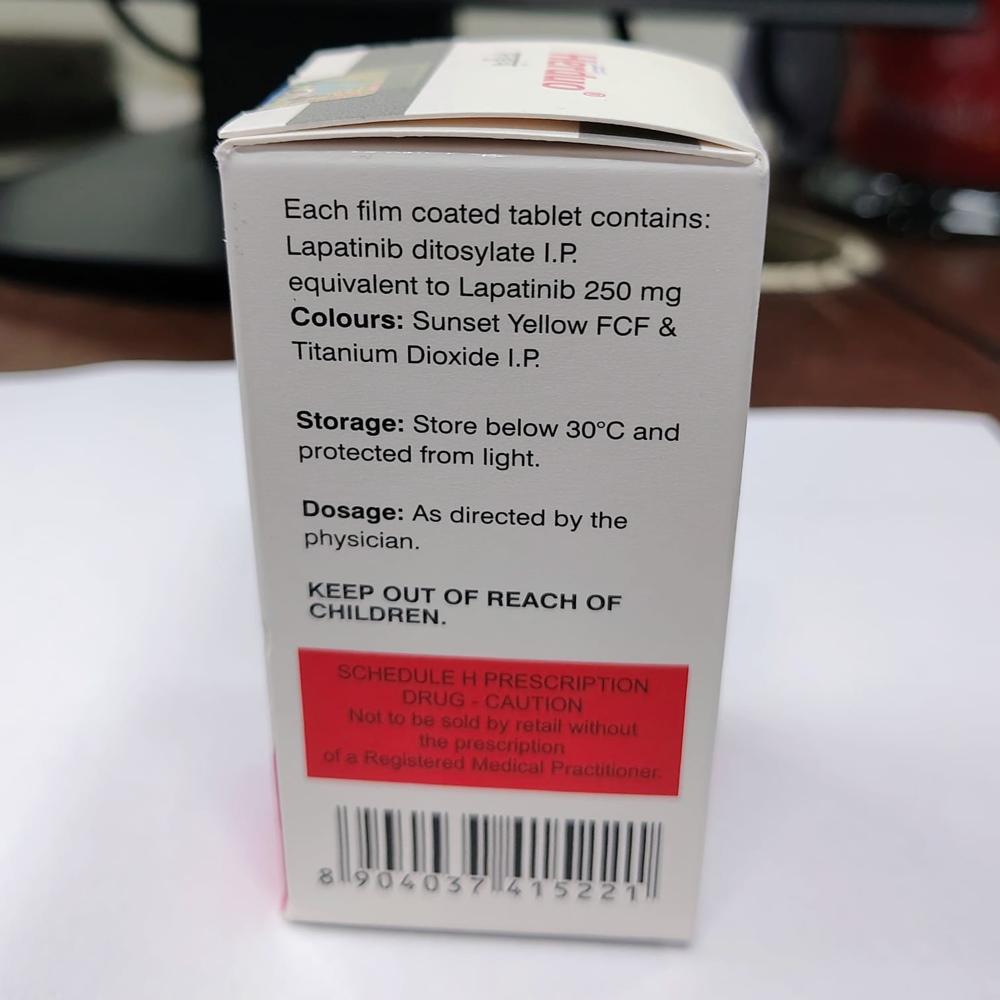 Each film coated tablet contains:
Lapatinib ditosylate I.P.
equivalent to Lapatinib 250 mg
Colours: Sunset Yellow FCF &
Titanium Dioxide I.P.
Storage: Store below 30°C and
protected from light.
Dosage: As directed by the
physician.
KEEP OUT OF REACH OF
CHILDREN.
SCHEDULE H PRESCRIPTION
DRUG - CAUTION
Not to be sold by retail without
the prescription
of a Registered Medical Practitioner.
8 904037 415221